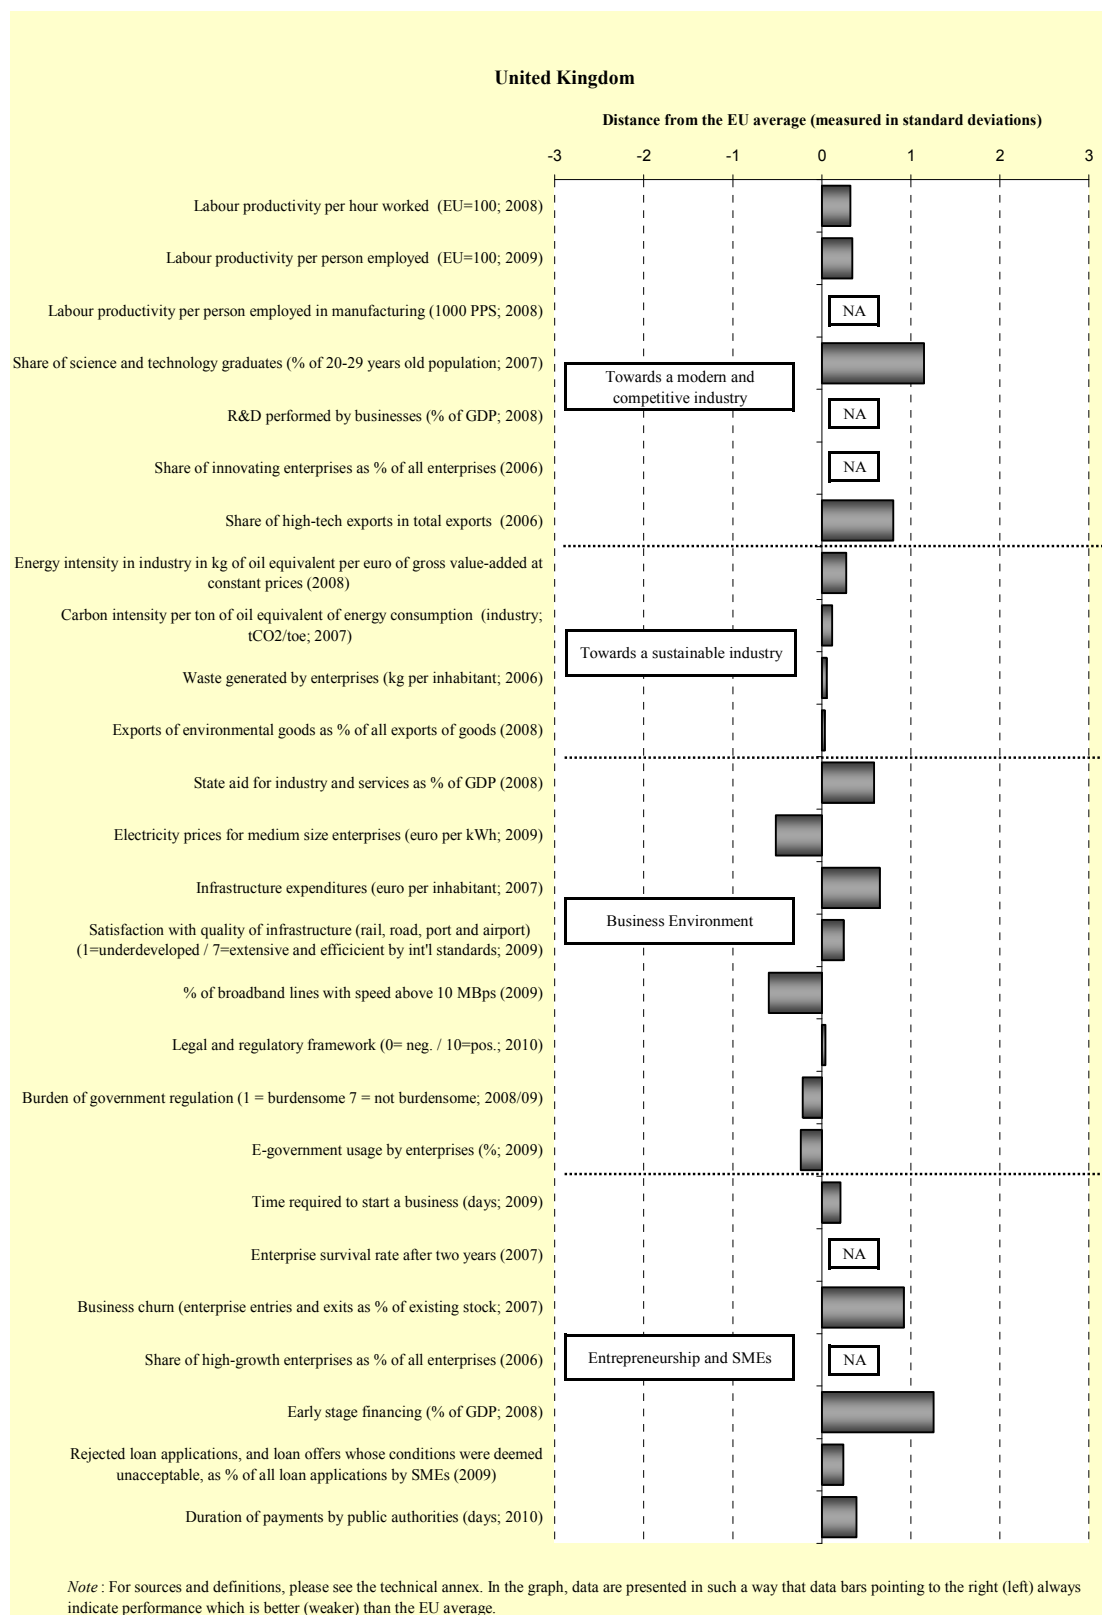 United Kingdom
Distance from the EU average (measured in standard deviations)
-3 -2 -1 0 1 2 3
Labour productivity per hour worked (EU=100; 2008)
Labour productivity per person employed (EU=100; 2009)
Labour productivity per person employed in manufacturing (1000 PPS; 2008)
NA
Share of science and technology graduates (% of 20-29 years old population; 2007)
Towards a modern and
competitive industry
R&D performed by businesses (% of GDP; 2008)
NA
Share of innovating enterprises as % of all enterprises (2006)
NA
Share of high-tech exports in total exports (2006)
Energy intensity in industry in kg of oil equivalent per euro of gross value-added at
constant prices (2008)
Carbon intensity per ton of oil equivalent of energy consumption (industry;
tCO2/toe; 2007)
Towards a sustainable industry
Waste generated by enterprises (kg per inhabitant; 2006)
Exports of environmental goods as % of all exports of goods (2008)
State aid for industry and services as % of GDP (2008)
Electricity prices for medium size enterprises (euro per kWh; 2009)
Infrastructure expenditures (euro per inhabitant; 2007)
Business Environment
Satisfaction with quality of infrastructure (rail, road, port and airport)
(1=underdeveloped / 7=extensive and efficicient by int'l standards; 2009)
% of broadband lines with speed above 10 MBps (2009)
Legal and regulatory framework (0= neg. / 10=pos.; 2010)
Burden of government regulation (1 = burdensome 7 = not burdensome; 2008/09)
E-government usage by enterprises (%; 2009)
Time required to start a business (days; 2009)
Enterprise survival rate after two years (2007)
NA
Business churn (enterprise entries and exits as % of existing stock; 2007)
Share of high-growth enterprises as % of all enterprises (2006)
Entrepreneurship and SMEs
NA
Early stage financing (% of GDP; 2008)
Rejected loan applications, and loan offers whose conditions were deemed
unacceptable, as % of all loan applications by SMEs (2009)
Duration of payments by public authorities (days; 2010)
Note : For sources and definitions, please see the technical annex. In the graph, data are presented in such a way that data bars pointing to the right (left) always
indicate performance which is better (weaker) than the EU average.